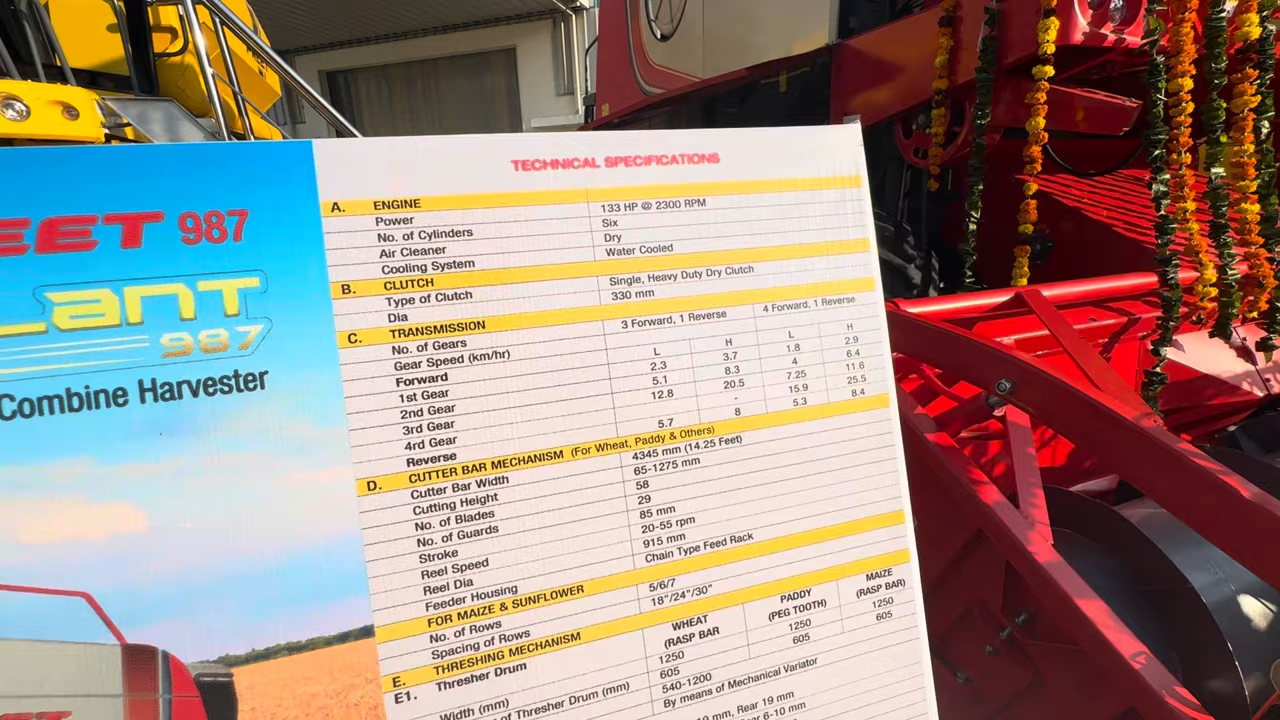 987
987
Combine Harvester
TECHNICAL SPECIFICATIONS
A. ENGINE
Power 133 HP @ 2300 RPM
No. of Cylinders Six
Air Cleaner Dry
Cooling System Water Cooled
B. CLUTCH
Type of Clutch Single, Heavy Duty Dry Clutch
Dia 330 mm
C. TRANSMISSION
No. of Gears 3 Forward, 1 Reverse 4 Forward, 1 Reverse
Gear Speed (km/hr) L H L H
Forward
1st Gear 2.3 3.7 1.8 2.9
2nd Gear 5.1 8.3 4 6.4
3rd Gear 12.8 20.5 7.25 11.6
4rd Gear - 15.9 25.5
Reverse 5.7 8 5.3 8.4
D. CUTTER BAR MECHANISM (For Wheat, Paddy & Others)
Cutter Bar Width 4345 mm (14.25 Feet)
Cutting Height 65-1275 mm
No. of Blades 58
No. of Guards 29
Stroke 85 mm
Reel Speed 20-55 rpm
Reel Dia 915 mm
Feeder Housing Chain Type Feed Rack
FOR MAIZE & SUNFLOWER
No. of Rows 5/6/7
Spacing of Rows 18"/24"/30"
E. THRESHING MECHANISM
E1. Thresher Drum WHEAT (RASP BAR PADDY (PEG TOOTH) MAIZE (RASP BAR)
Width (mm) 1250 1250 1250
of Thresher Drum (mm) 605 605 605
540-1200
By means of Mechanical Variator
mm, Rear 19 mm
6-10 mm